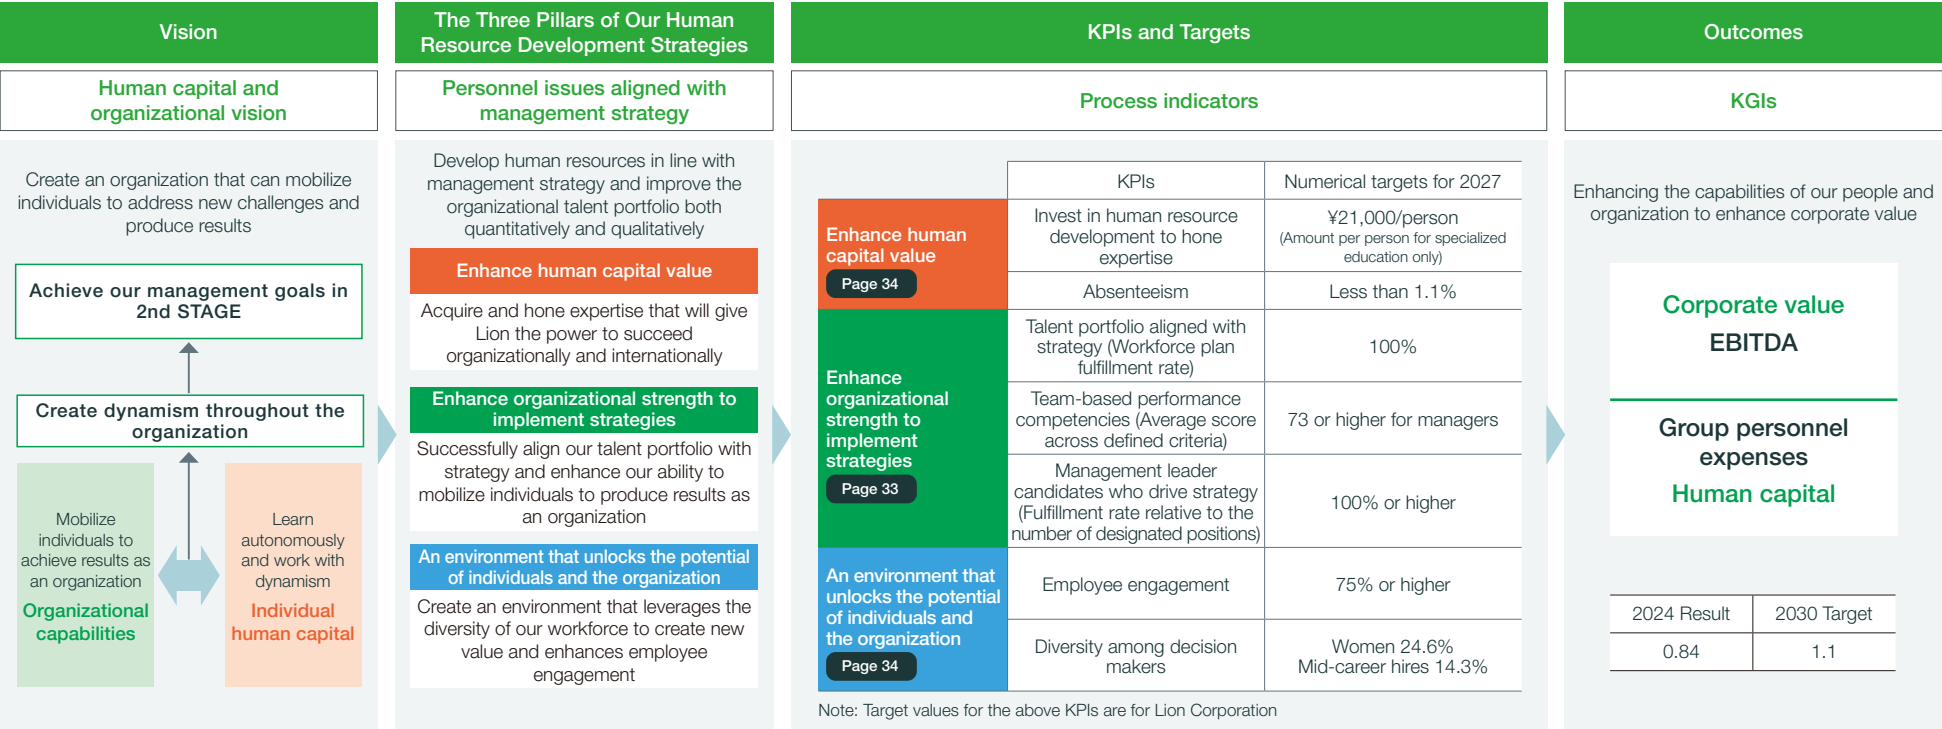 Vision
Human capital and
organizational vision
Create an organization that can mobilize
individuals to address new challenges and
produce results
Achieve our management goals in
2nd STAGE
Create dynamism throughout the
organization
Mobilize
individuals to
achieve results as
an organization
Organizational
capabilities
Learn
autonomously
and work with
dynamism
Individual
human capital
The Three Pillars of Our Human
Resource Development Strategies
Personnel issues aligned with
management strategy
Develop human resources in line with
management strategy and improve the
organizational talent portfolio both
quantitatively and qualitatively
Enhance human capital value
Acquire and hone expertise that will give
Lion the power to succeed
organizationally and internationally
Enhance organizational strength to
implement strategies
Successfully align our talent portfolio with
strategy and enhance our ability to
mobilize individuals to produce results as
an organization
An environment that unlocks the potential
of individuals and the organization
Create an environment that leverages the
diversity of our workforce to create new
value and enhances employee
engagement
KPIs and Targets
Process indicators
KPIs
Numerical targets for 2027
Enhance human
capital value
Page 34
Invest in human resource
development to hone
expertise
¥21,000/person
(Amount per person for specialized
education only)
Absenteeism
Less than 1.1%
Enhance
organizational
strength to
implement
strategies
Page 33
Talent portfolio aligned with
strategy (Workforce plan
fulfillment rate)
100%
Team-based performance
competencies (Average score
across defined criteria)
73 or higher for managers
Management leader
candidates who drive strategy
(Fulfillment rate relative to the
number of designated positions)
100% or higher
An environment that
unlocks the potential
of individuals and
the organization
Page 34
Employee engagement
75% or higher
Diversity among decision
makers
Women 24.6%
Mid-career hires 14.3%
Note: Target values for the above KPIs are for Lion Corporation
Outcomes
KGIs
Enhancing the capabilities of our people and
organization to enhance corporate value
Corporate value
EBITDA
Group personnel
expenses
Human capital
2024 Result
2030 Target
0.84
1.1